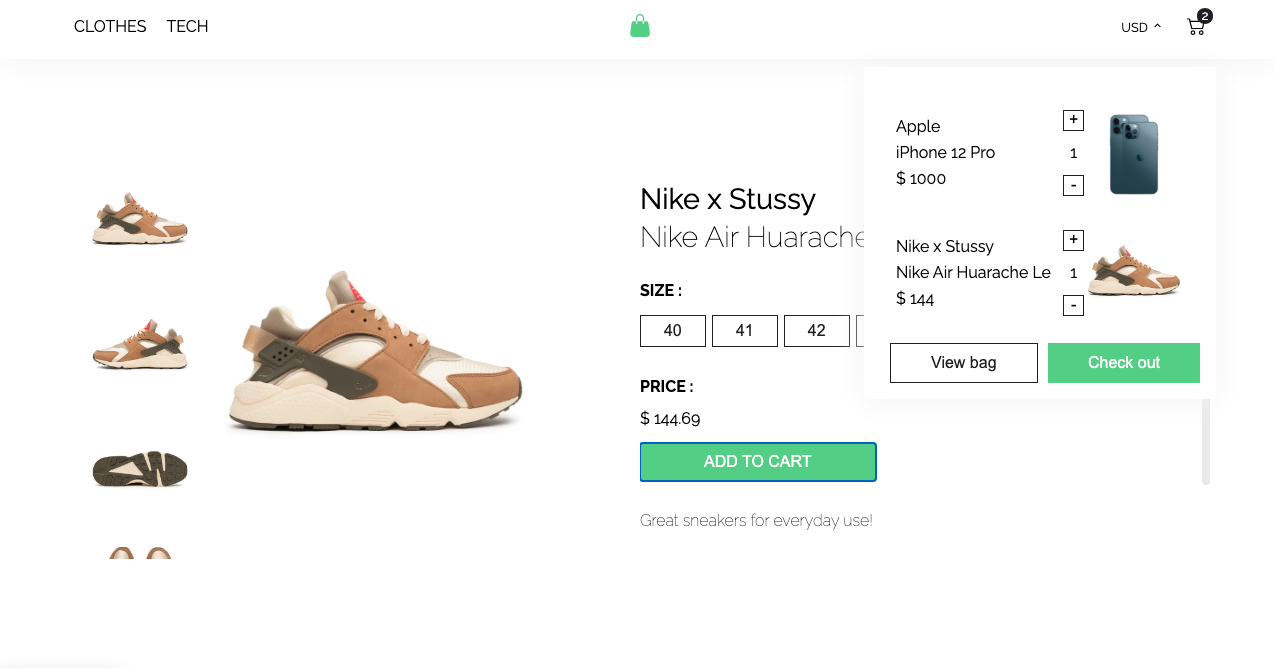 CLOTHES TECH
USD
2
Nike x Stussy
Nike Air Huarache
SIZE :
40 41 42
PRICE :
$ 144.69
ADD TO CART
Great sneakers for everyday use!
Apple
iPhone 12 Pro
$ 1000
+
1
-
Nike x Stussy
Nike Air Huarache Le
$ 144
+
1
-
View bag
Check out